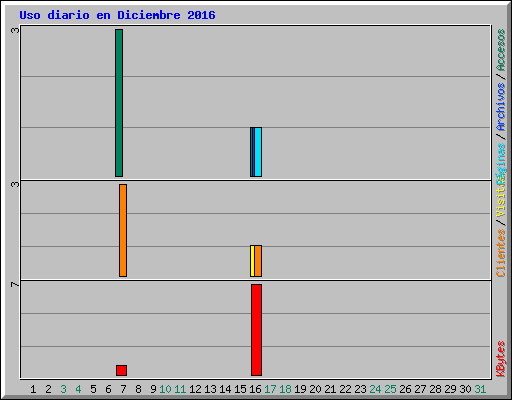 Uso diario en Diciembre 2016
3
3
7
Accesos / Archivos / Páginas
Visitas / Clientes
KBytes
1 2 3 4 5 6 7 8 9 10 11 12 13 14 15 16 17 18 19 20 21 22 23 24 25 26 27 28 29 30 31